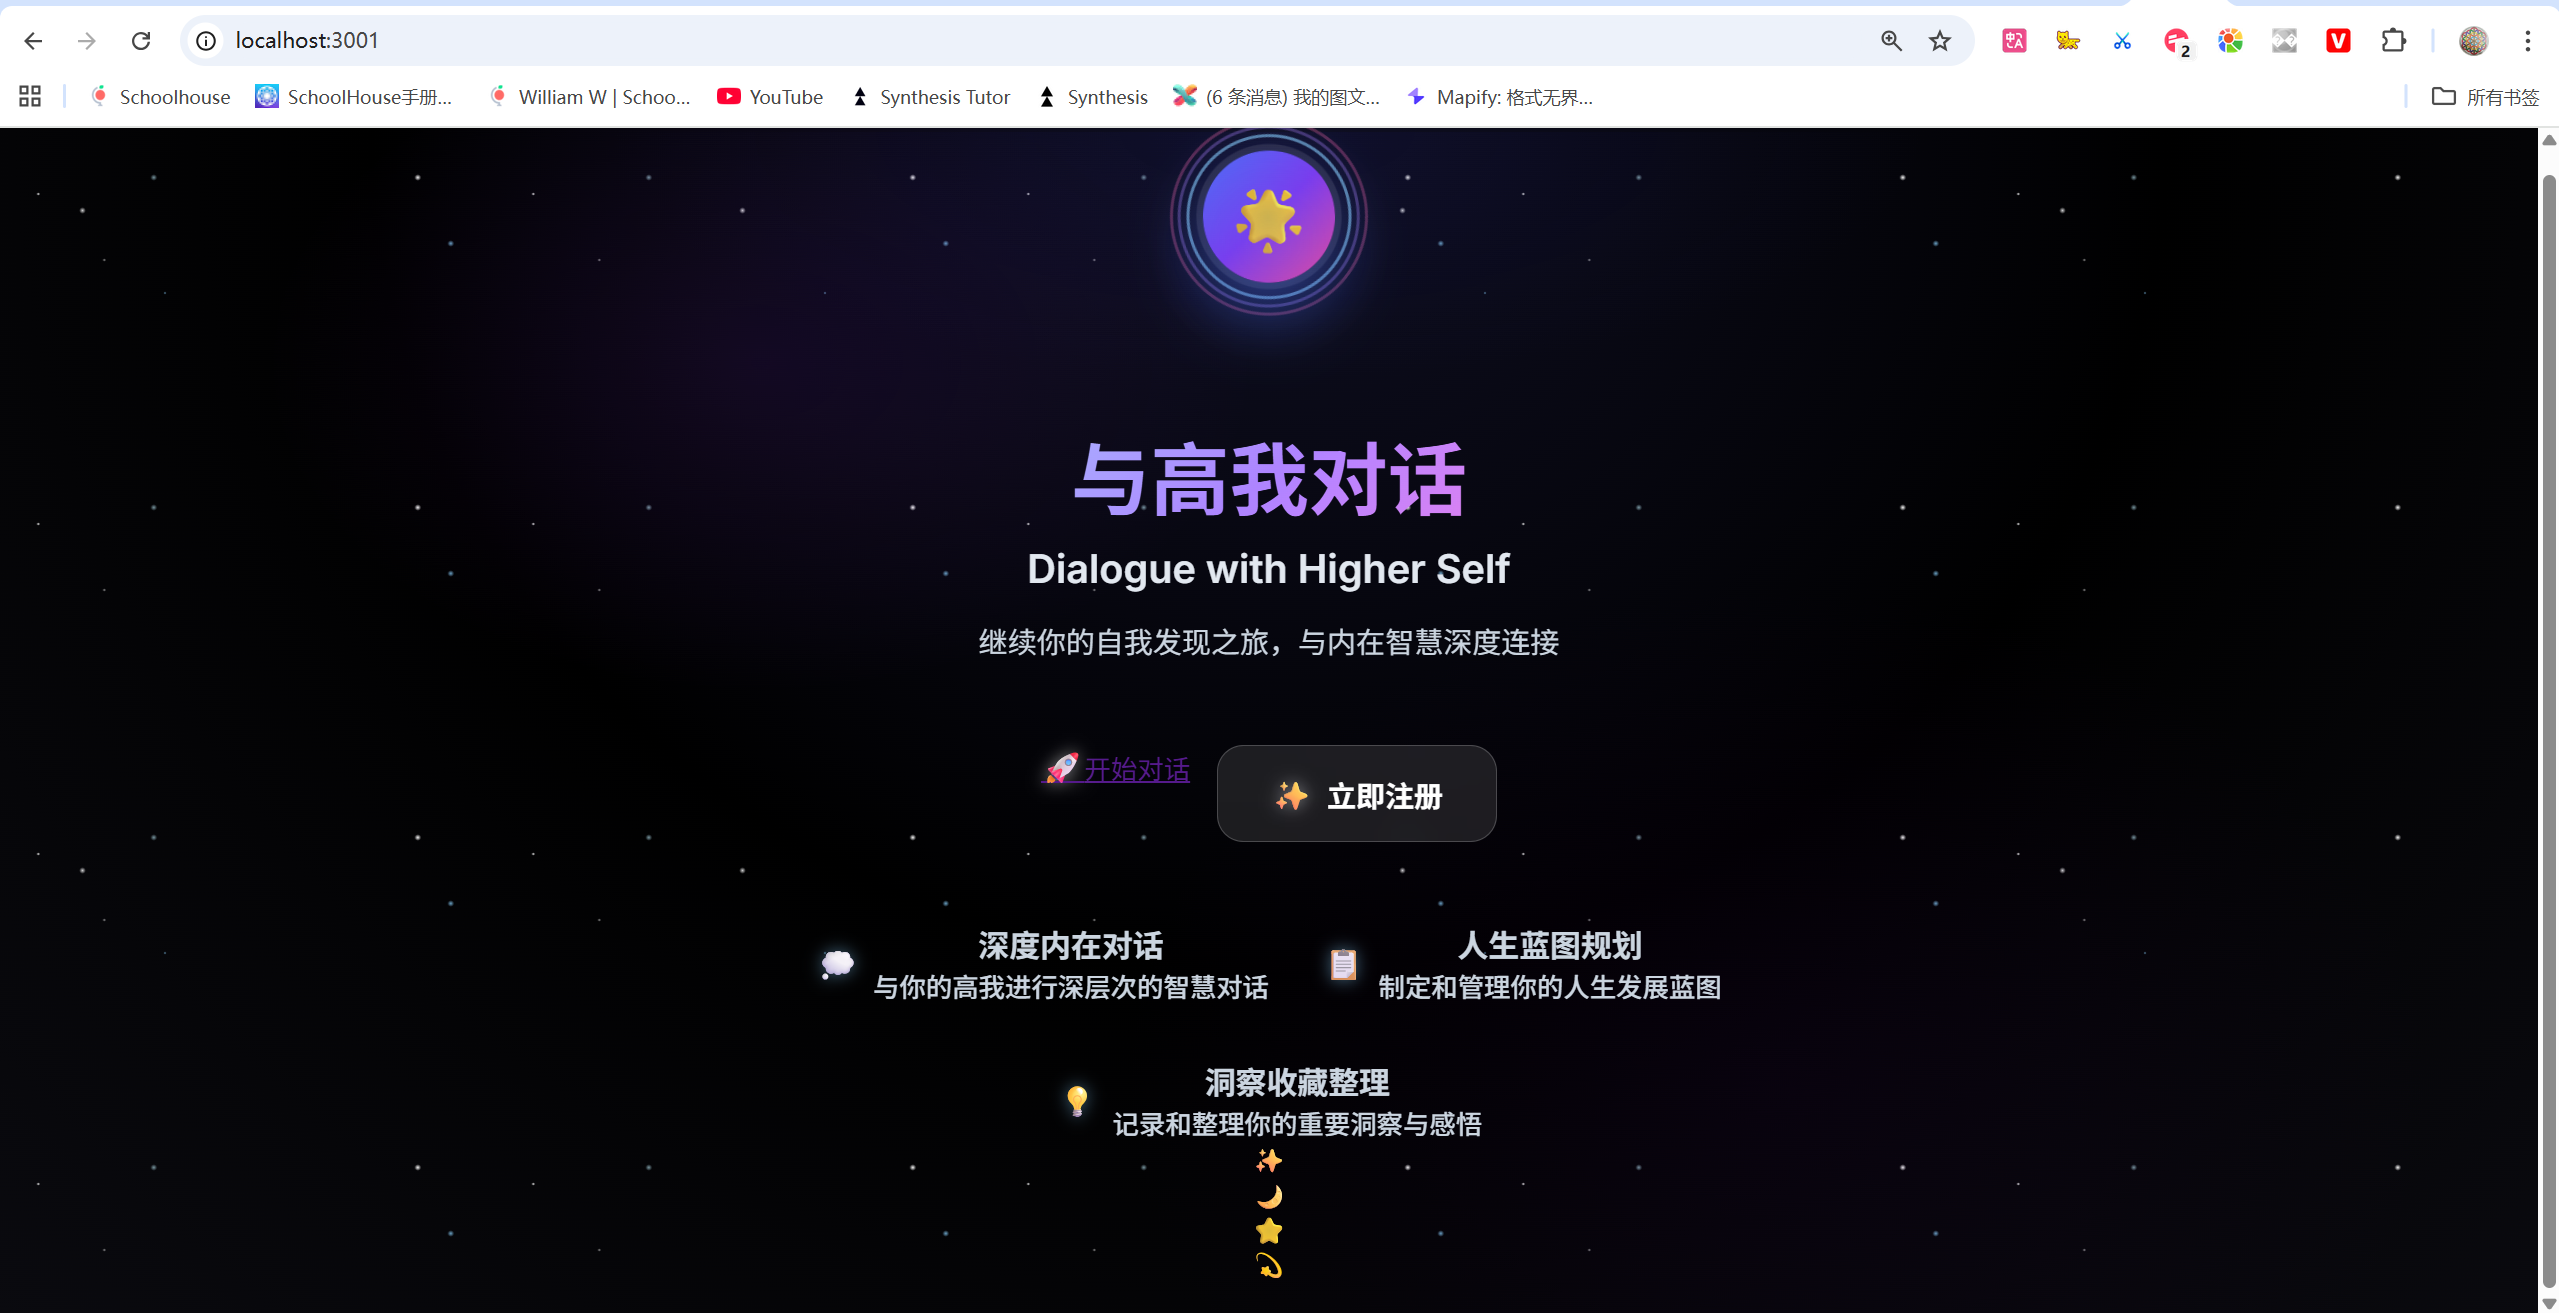 localhost:3001
2
Schoolhouse
SchoolHouse手册...
William W | Schoo...
YouTube
Synthesis Tutor
Synthesis
(6 条消息) 我的图文...
Mapify: 格式无界...
所有书签
与高我对话
Dialogue with Higher Self
继续你的自我发现之旅，与内在智慧深度连接
开始对话
立即注册
深度内在对话
与你的高我进行深层次的智慧对话
人生蓝图规划
制定和管理你的人生发展蓝图
洞察收藏整理
记录和整理你的重要洞察与感悟